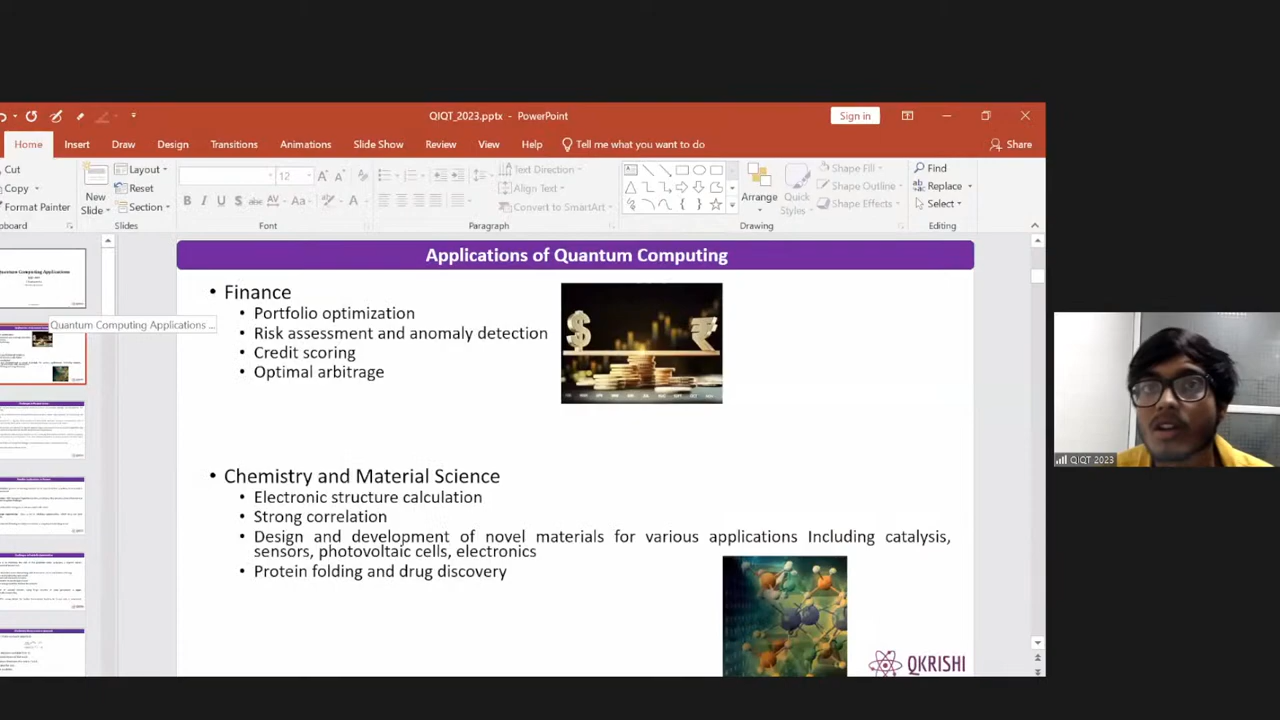 QIQT_2023.pptx - PowerPoint
Sign in
Home Insert Draw Design Transitions Animations Slide Show Review View Help Tell me what you want to do Share
Cut
Copy
Format Painter
New
Slide
Layout
Reset
Section
12
Text Direction
Align Text
Convert to SmartArt
Arrange
Quick
Styles
Shape Fill
Shape Outline
Shape Effects
Find
Replace
Select
Slides Font Paragraph Drawing Editing
Quantum Computing Applications ...
Applications of Quantum Computing
• Finance
• Portfolio optimization
• Risk assessment and anomaly detection
• Credit scoring
• Optimal arbitrage
• Chemistry and Material Science
• Electronic structure calculation
• Strong correlation
• Design and development of novel materials for various applications Including catalysis,
sensors, photovoltaic cells, electronics
• Protein folding and drug discovery
QKRISHI
QIQT 2023